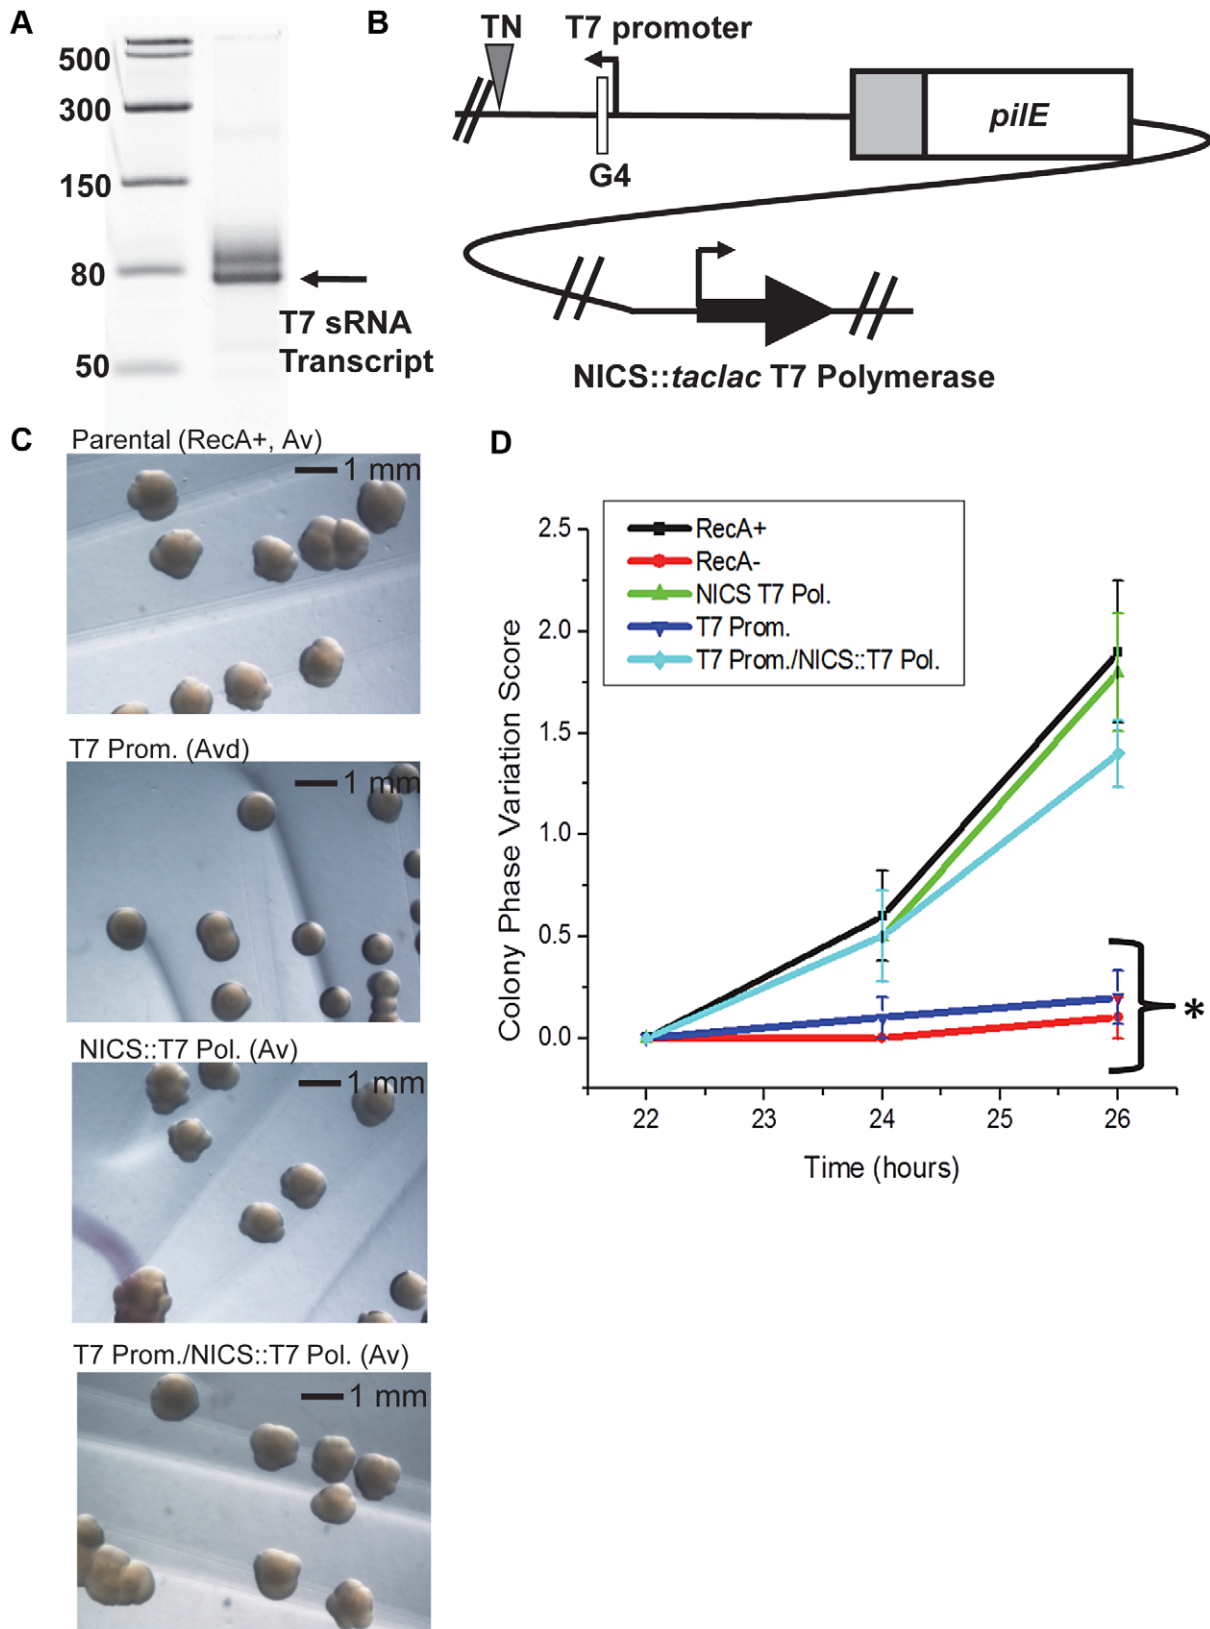 A
500
300
150
80
50
T7 sRNA
Transcript
B
TN
T7 promoter
G4
pilE
NICS::taclac T7 Polymerase
C
Parental (RecA+, Av)
1 mm
T7 Prom. (Avd)
1 mm
NICS::T7 Pol. (Av)
1 mm
T7 Prom./NICS::T7 Pol. (Av)
1 mm
D
RecA+
RecA-
NICS T7 Pol.
T7 Prom.
T7 Prom./NICS::T7 Pol.
Colony Phase Variation Score
2.5
2.0
1.5
1.0
0.5
0.0
*
22 23 24 25 26
Time (hours)